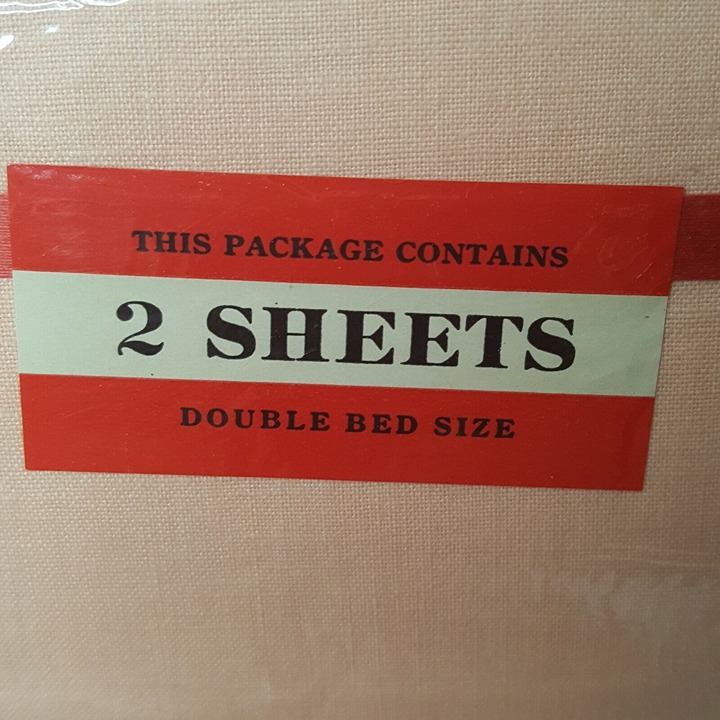 THIS PACKAGE CONTAINS
2 SHEETS
DOUBLE BED SIZE